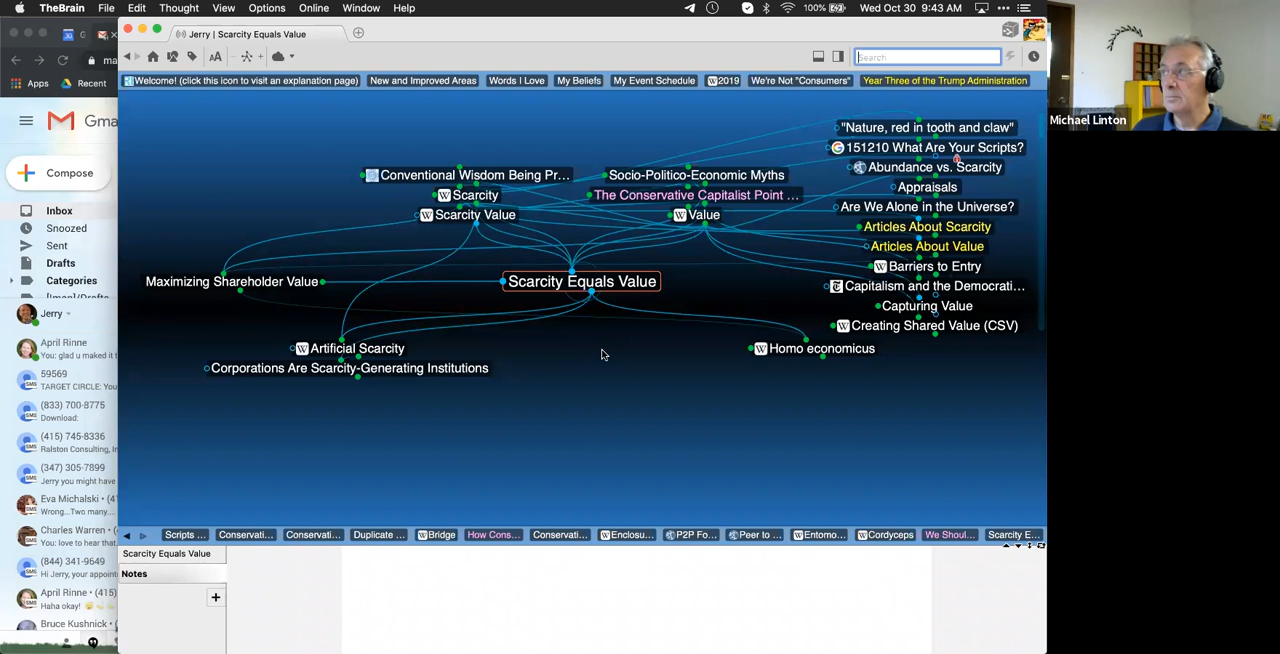 TheBrain File Edit Thought View Options Online Window Help
100% Wed Oct 30 9:43 AM
Jerry | Scarcity Equals Value
Search
Welcome! (click this icon to visit an explanation page) New and Improved Areas Words I Love My Beliefs My Event Schedule 2019 We're Not "Consumers" Year Three of the Trump Administration
Apps Recent
Gma
Compose
Inbox
Snoozed
Sent
Drafts
Categories
[Imap]/Drafts
Jerry
April Rinne
You: glad u made it t
59569
TARGET CIRCLE: You
(833) 700-8775
Download:
(415) 745-8336
Ralston Consulting, In
(347) 305-7899
Jerry you might have
Eva Michalski • (4
Wrong...Two many...
Charles Warren • (
You: love to hear that.
(844) 341-9649
Hi Jerry, your appoint
April Rinne • (415)
Haha okay!
Bruce Kushnick •
Conventional Wisdom Being Pr...
Scarcity
Scarcity Value
Socio-Politico-Economic Myths
The Conservative Capitalist Point ...
Value
"Nature, red in tooth and claw"
151210 What Are Your Scripts?
Abundance vs. Scarcity
Appraisals
Are We Alone in the Universe?
Articles About Scarcity
Articles About Value
Barriers to Entry
Capitalism and the Democrati...
Capturing Value
Creating Shared Value (CSV)
Maximizing Shareholder Value
Scarcity Equals Value
Artificial Scarcity
Corporations Are Scarcity-Generating Institutions
Homo economicus
Scripts ... Conservati... Conservati... Duplicate ... Bridge How Cons... Conservati... Enclosu... P2P Fo... Peer to ... Entomo... Cordyceps We Shoul... Scarcity E...
Scarcity Equals Value
Notes
Michael Linton